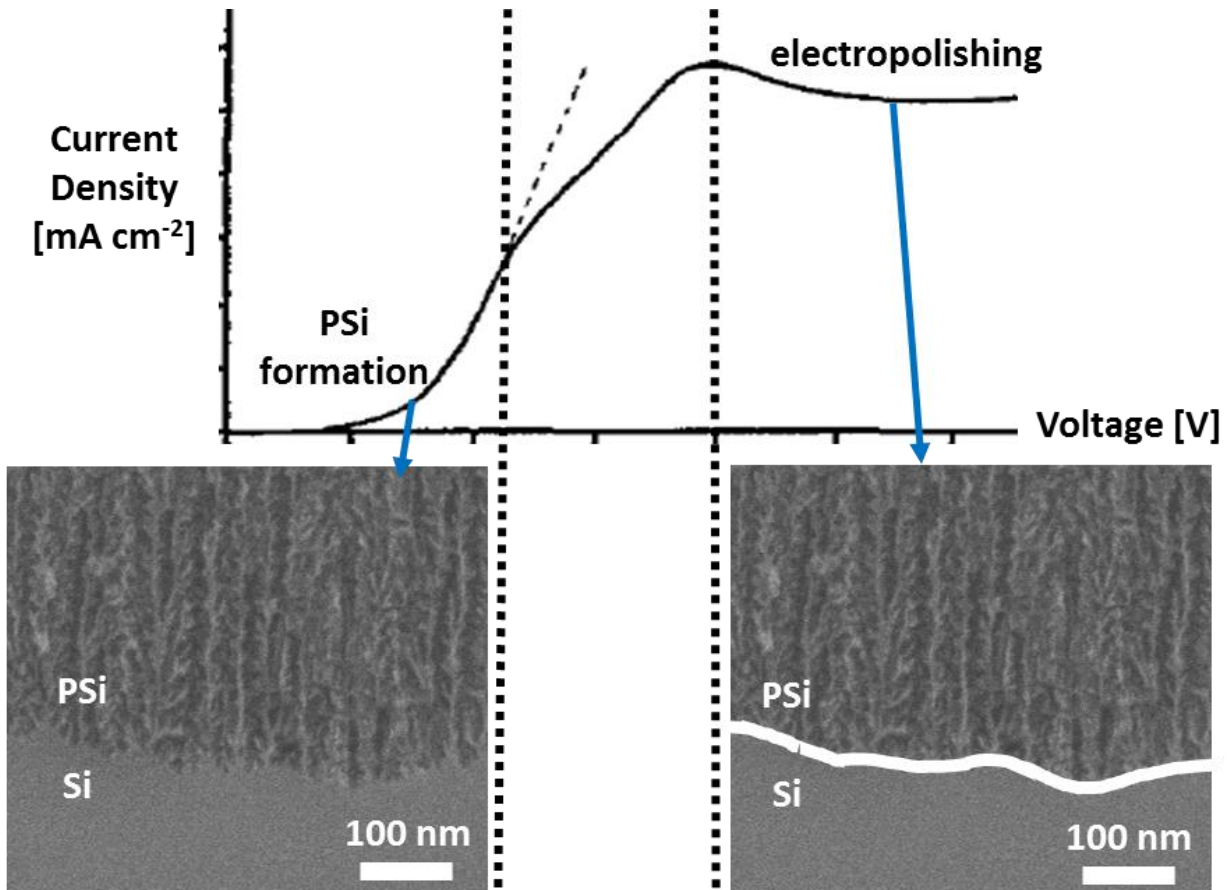 electropolishing
Current
Density
[mA cm-2]
PSi
formation
Voltage [V]
PSi
Si
100 nm
PSi
Si
100 nm